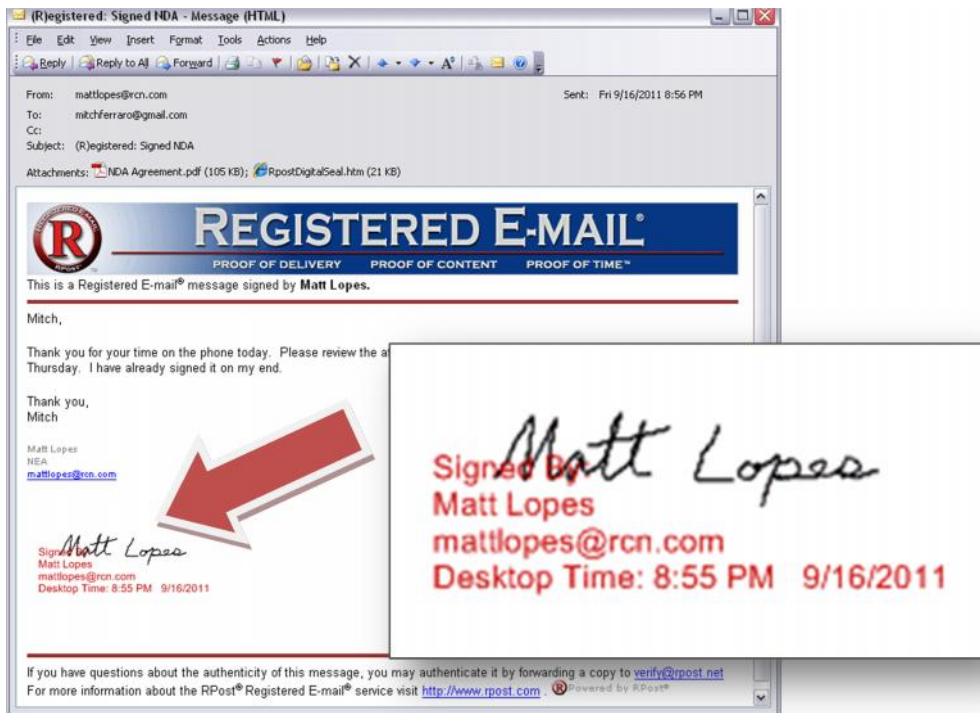 (R)egistered: Signed NDA - Message (HTML)
File Edit View Insert Format Tools Actions Help
Reply Reply to All Forward
From: mattlopes@rcn.com Sent: Fri 9/16/2011 8:56 PM
To: mitchferraro@gmail.com
Cc:
Subject: (R)egistered: Signed NDA
Attachments: NDA Agreement.pdf (105 KB); RpostDigitalSeal.htm (21 KB)
R
REGISTERED E-MAIL®
PROOF OF DELIVERY PROOF OF CONTENT PROOF OF TIME™
This is a Registered E-mail® message signed by Matt Lopes.
Mitch,
Thank you for your time on the phone today. Please review the
Thursday. I have already signed it on my end.
Thank you,
Mitch
Matt Lopes
NEA
mattlopes@rcn.com
Matt Lopes
Signed By:
Matt Lopes
mattlopes@rcn.com
Desktop Time: 8:55 PM 9/16/2011
Matt Lopes
Signed By:
Matt Lopes
mattlopes@rcn.com
Desktop Time: 8:55 PM 9/16/2011
If you have questions about the authenticity of this message, you may authenticate it by forwarding a copy to verify@rpost.net
For more information about the RPost® Registered E-mail® service visit http://www.rpost.com . R Powered by RPost®